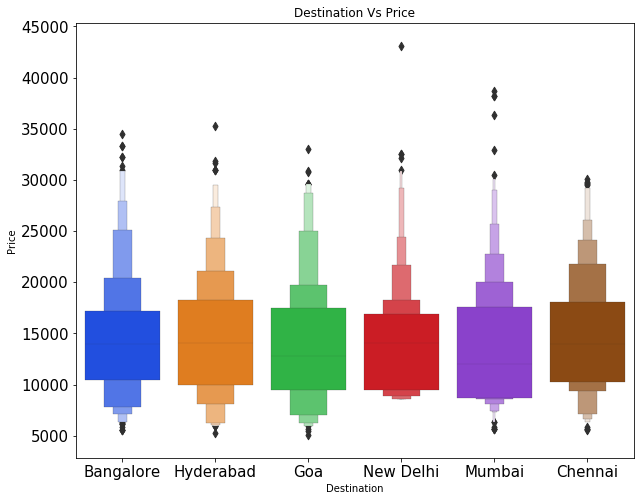 Destination Vs Price
45000
40000
35000
30000
25000
20000
15000
10000
5000
Price
Bangalore Hyderabad Goa New Delhi Mumbai Chennai
Destination